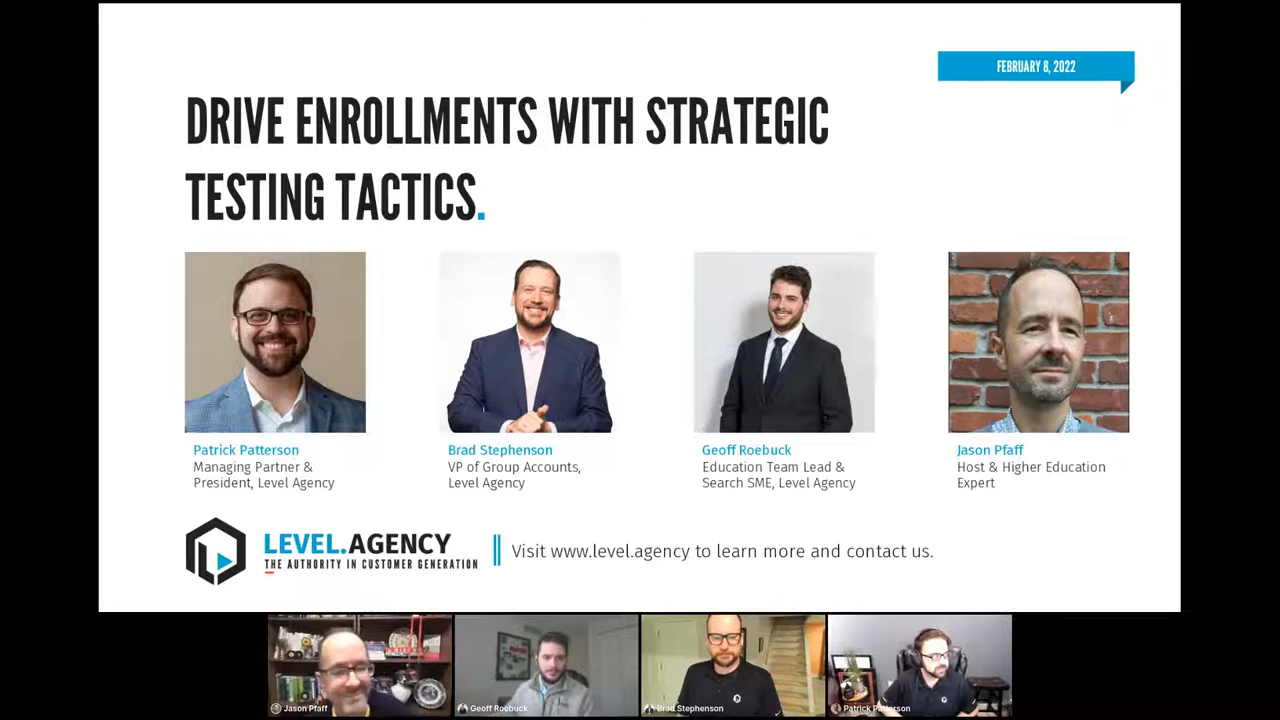 FEBRUARY 8, 2022
DRIVE ENROLLMENTS WITH STRATEGIC
TESTING TACTICS.
Patrick Patterson
Managing Partner &
President, Level Agency
Brad Stephenson
VP of Group Accounts,
Level Agency
Geoff Roebuck
Education Team Lead &
Search SME, Level Agency
Jason Pfaff
Host & Higher Education
Expert
LEVEL.AGENCY
THE AUTHORITY IN CUSTOMER GENERATION
Visit www.level.agency to learn more and contact us.
Jason Pfaff
Geoff Roebuck
Brad Stephenson
Patrick Patterson